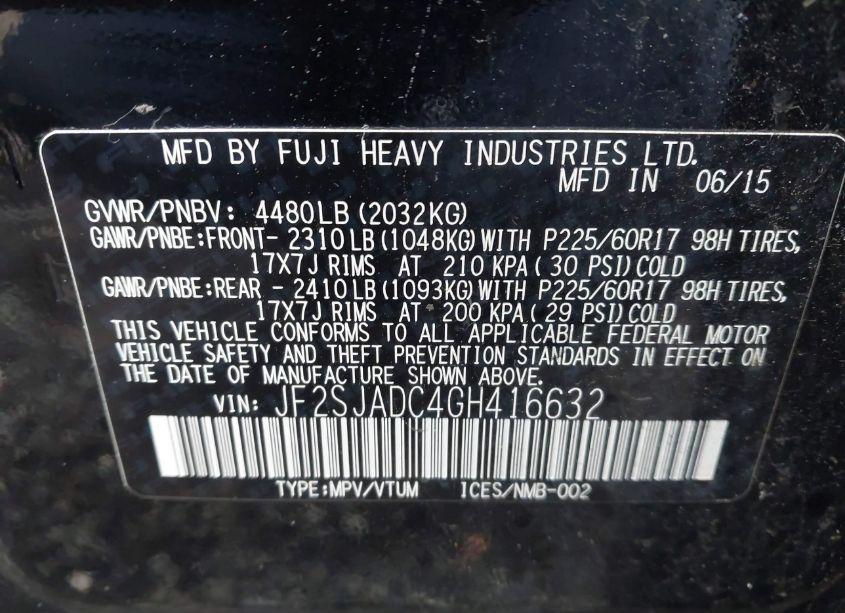 MFD BY FUJI HEAVY INDUSTRIES LTD.
MFD IN 06/15
GVWR/PNBV: 4480LB (2032KG)
GAWR/PNBE:FRONT- 2310LB (1048KG) WITH P225/60R17 98H TIRES,
17X7J RIMS AT 210 KPA ( 30 PSI) COLD
GAWR/PNBE:REAR - 2410LB (1093KG) WITH P225/60R17 98H TIRES,
17X7J RIMS AT 200 KPA ( 29 PSI) COLD
THIS VEHICLE CONFORMS TO ALL APPLICABLE FEDERAL MOTOR
VEHICLE SAFETY AND THEFT PREVENTION STANDARDS IN EFFECT ON
THE DATE OF MANUFACTURE SHOWN ABOVE.
VIN: JF2SJADC4GH416632
TYPE:MPV/VTUM ICES/NMB-002